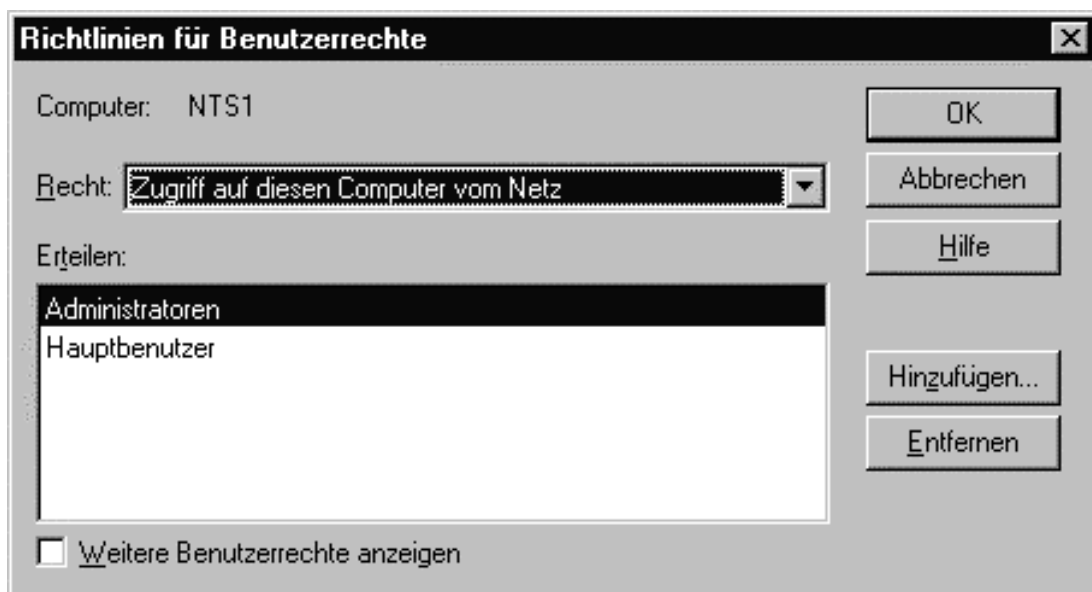 Richtlinien für Benutzerrechte
Computer: NTS1
OK
Recht: Zugriff auf diesen Computer vom Netz
Abbrechen
Hilfe
Erteilen:
Administratoren
Hauptbenutzer
Hinzufügen...
Entfernen
Weitere Benutzerrechte anzeigen